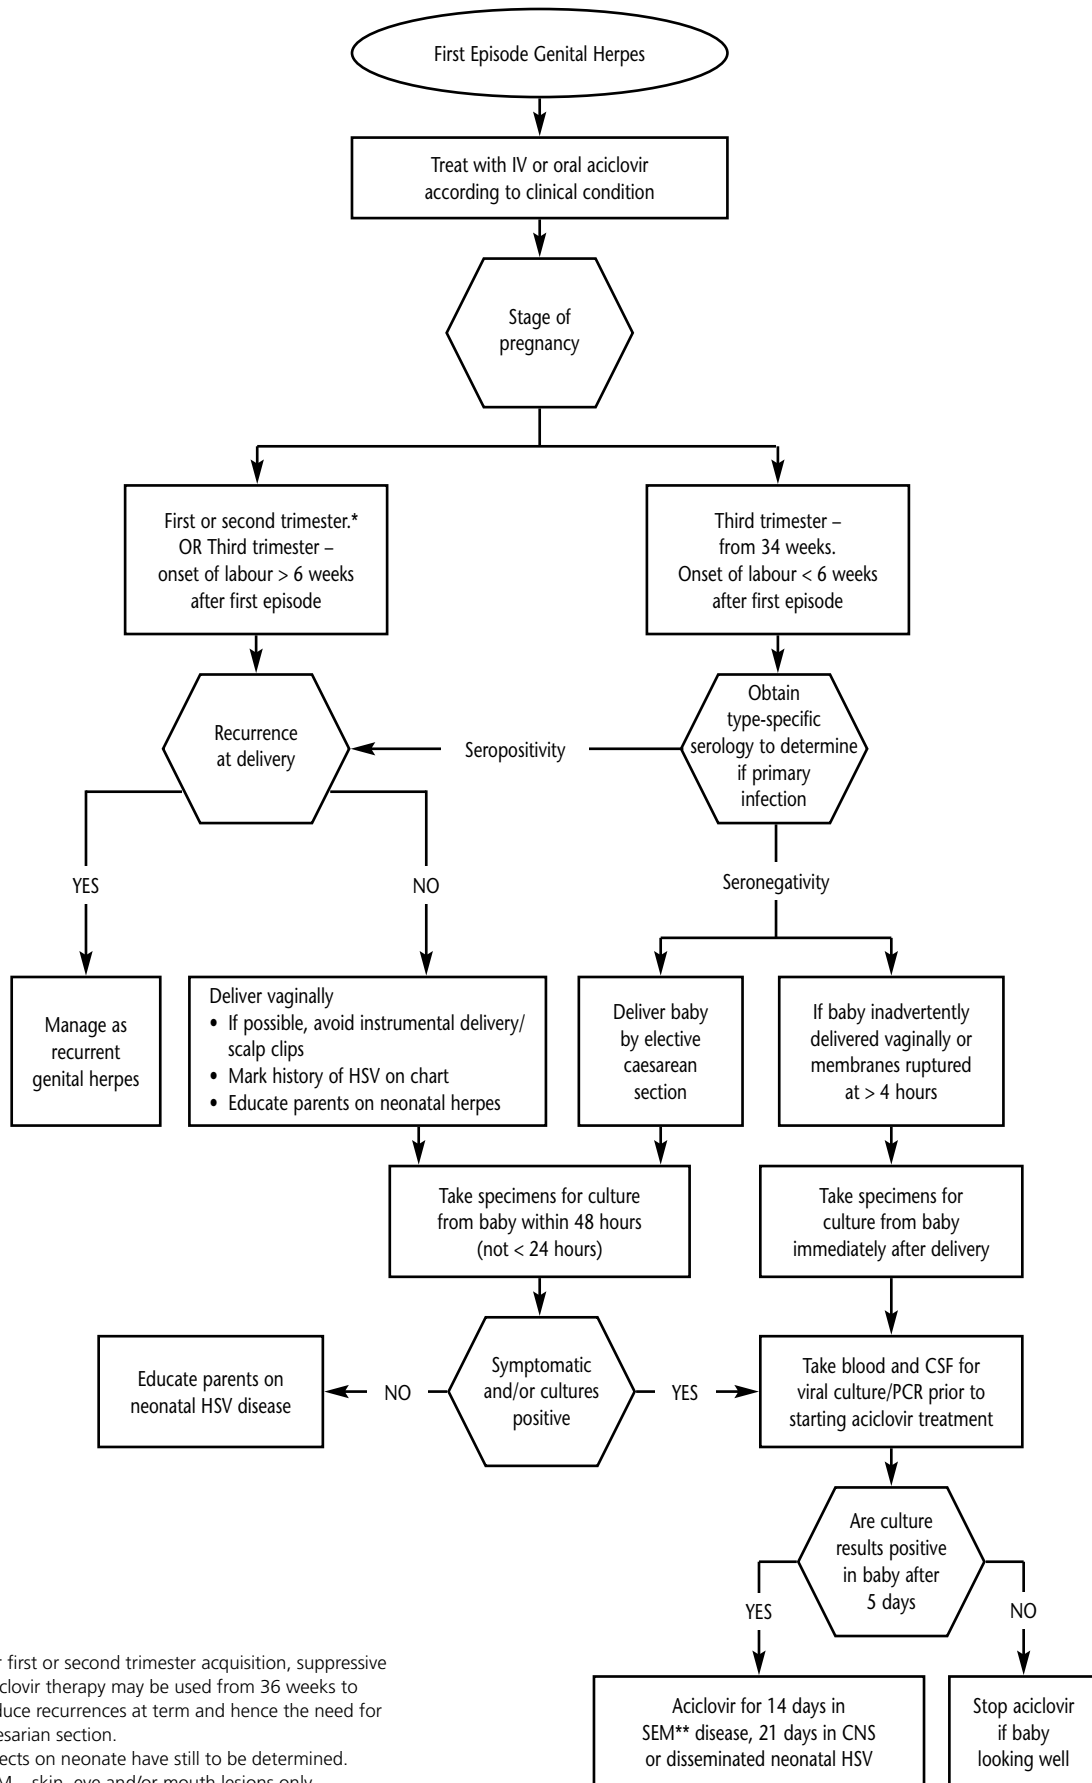 First Episode Genital Herpes
Treat with IV or oral aciclovir
according to clinical condition
Stage of
pregnancy
First or second trimester.*
OR Third trimester –
onset of labour > 6 weeks
after first episode
Third trimester –
from 34 weeks.
Onset of labour < 6 weeks
after first episode
Recurrence
at delivery
Seropositivity
Obtain
type-specific
serology to determine
if primary
infection
YES
NO
Seronegativity
Manage as
recurrent
genital herpes
Deliver vaginally
• If possible, avoid instrumental delivery/
scalp clips
• Mark history of HSV on chart
• Educate parents on neonatal herpes
Deliver baby
by elective
caesarean
section
If baby inadvertently
delivered vaginally or
membranes ruptured
at > 4 hours
Take specimens for culture
from baby within 48 hours
(not < 24 hours)
Take specimens for
culture from baby
immediately after delivery
Educate parents on
neonatal HSV disease
NO
Symptomatic
and/or cultures
positive
YES
Take blood and CSF for
viral culture/PCR prior to
starting aciclovir treatment
Are culture
results positive
in baby after
5 days
YES
NO
Aciclovir for 14 days in
SEM** disease, 21 days in CNS
or disseminated neonatal HSV
Stop aciclovir
if baby
looking well
first or second trimester acquisition, suppressive
therapy may be used from 36 weeks to
recurrences at term and hence the need for
section.
on neonate have still to be determined.
skin, eye and/or mouth lesions only